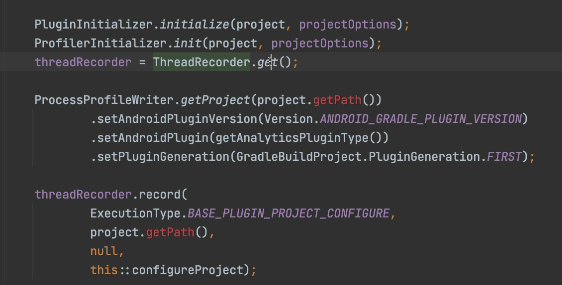 PluginInitializer.initialize(project, projectOptions);
ProfilerInitializer.init(project, projectOptions);
threadRecorder = ThreadRecorder.get();
ProcessProfileWriter.getProject(project.getPath())
.setAndroidPluginVersion(Version.ANDROID_GRADLE_PLUGIN_VERSION)
.setAndroidPlugin(getAnalyticsPluginType())
.setPluginGeneration(GradleBuildProject.PluginGeneration.FIRST);
threadRecorder.record(
ExecutionType.BASE_PLUGIN_PROJECT_CONFIGURE,
project.getPath(),
null,
this::configureProject);